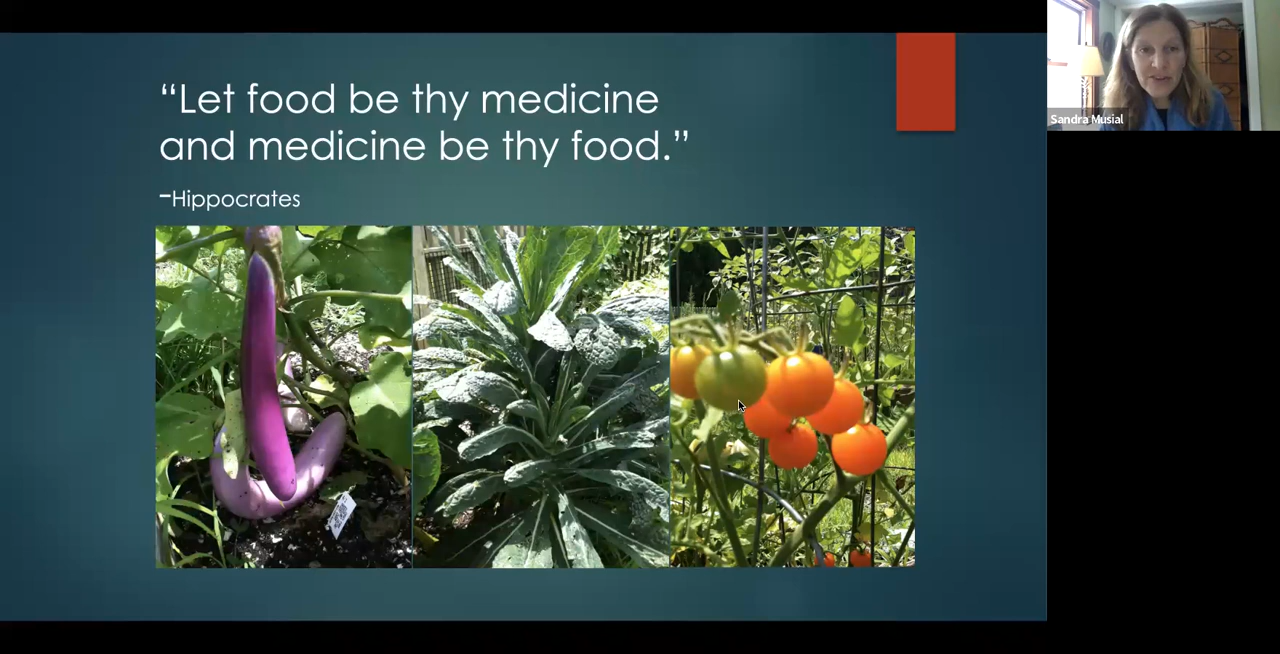 “Let food be thy medicine
and medicine be thy food.”
-Hippocrates
Sandra Musial